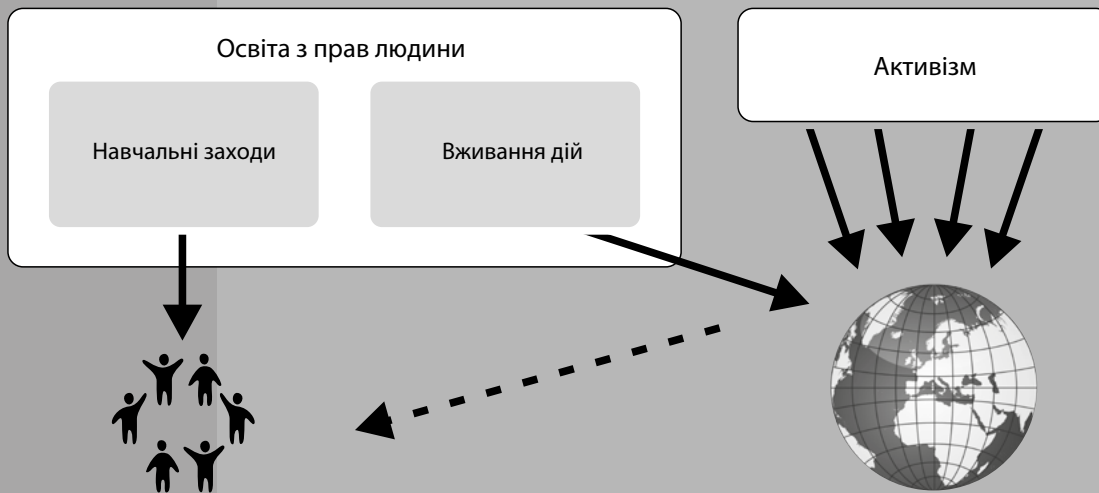 Освіта з прав людини
Активізм
Навчальні заходи
Вживання дій